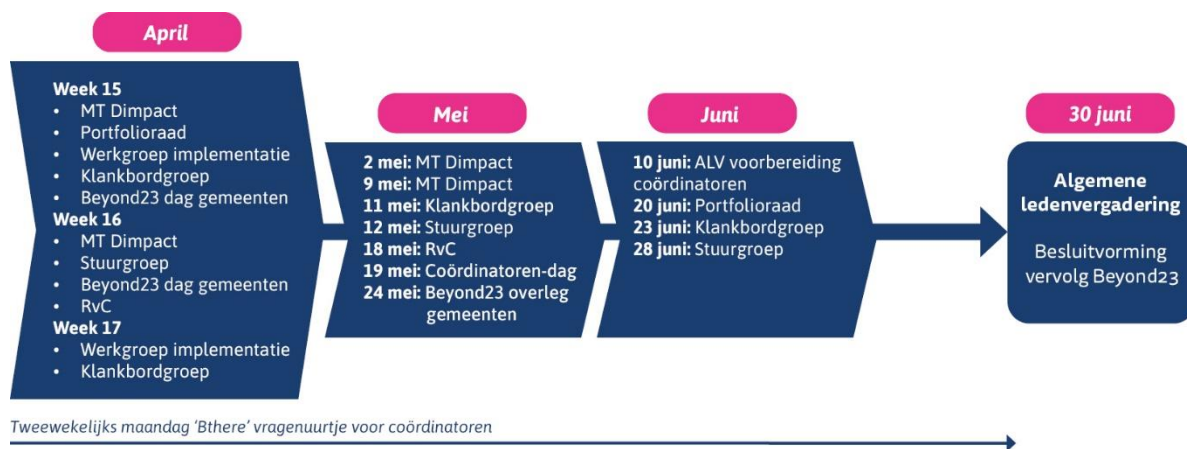 April
Week 15
• MT Dimpact
• Portfolioraad
• Werkgroep implementatie
• Klankbordgroep
• Beyond23 dag gemeenten
Week 16
• MT Dimpact
• Stuurgroep
• Beyond23 dag gemeenten
• RvC
Week 17
• Werkgroep implementatie
• Klankbordgroep
Mei
2 mei: MT Dimpact
9 mei: MT Dimpact
11 mei: Klankbordgroep
12 mei: Stuurgroep
18 mei: RvC
19 mei: Coördinatoren-dag
24 mei: Beyond23 overleg
gemeenten
Juni
10 juni: ALV voorbereiding
coördinatoren
20 juni: Portfolioraad
23 juni: Klankbordgroep
28 juni: Stuurgroep
30 juni
Algemene
ledenvergadering
Besluitvorming
vervolg Beyond23
Tweewekelijks maandag ‘Bthere’ vragenuurtje voor coördinatoren